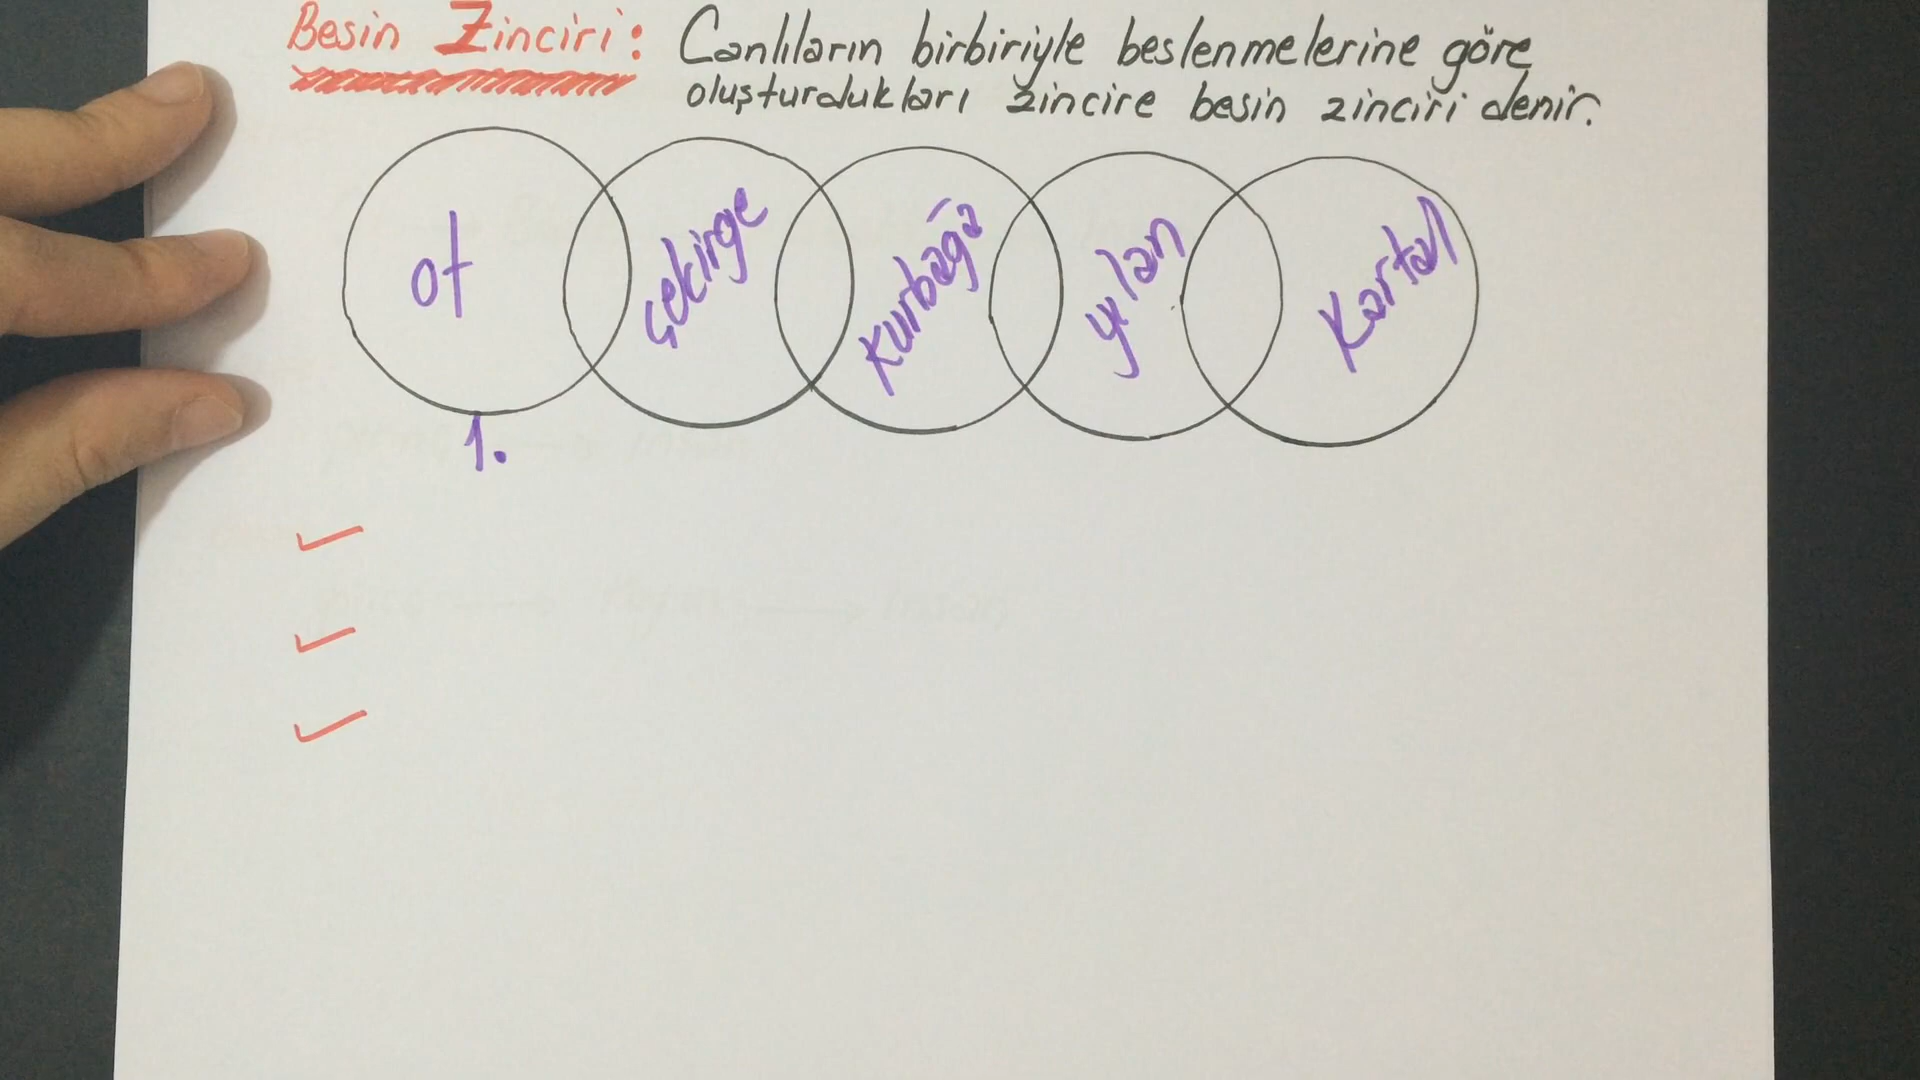 Besin Zinciri: Canlıların birbiriyle beslenmelerine göre
oluşturdukları zincire besin zinciri denir.
ot
çekirge
kurbağa
yılan
Kartal
1.